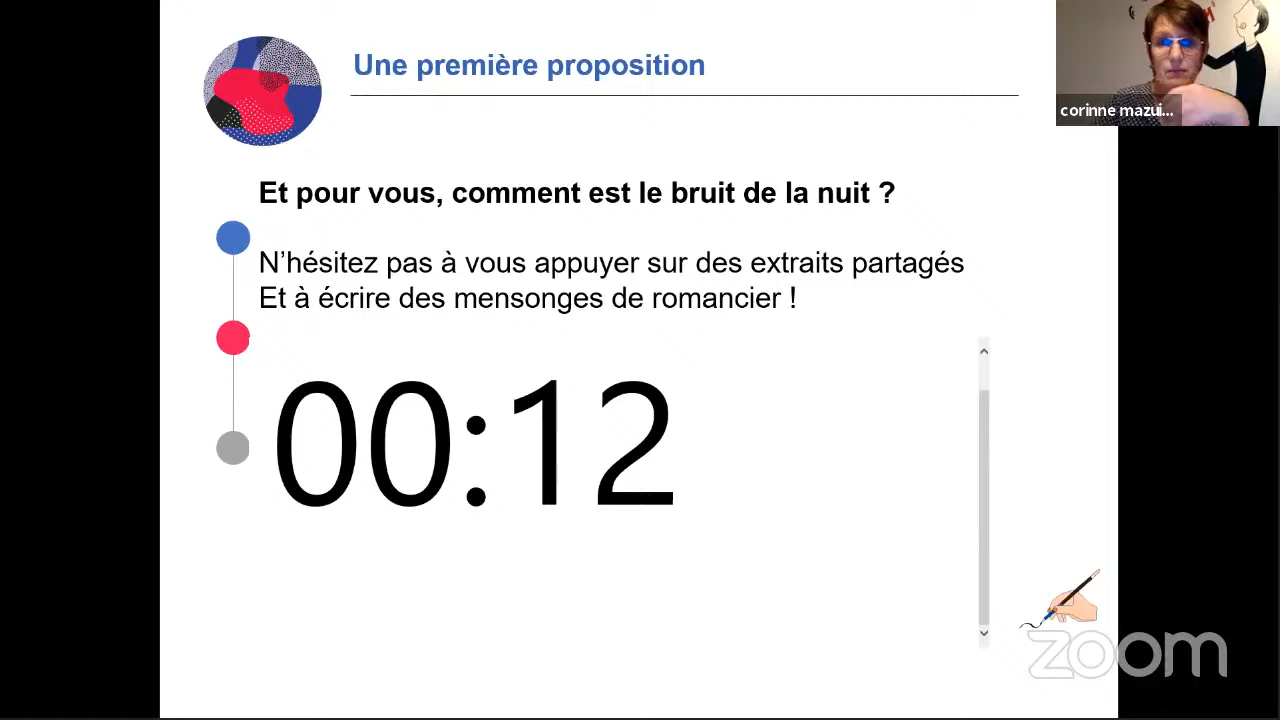 Une première proposition
corinne mazui...
Et pour vous, comment est le bruit de la nuit ?
N'hésitez pas à vous appuyer sur des extraits partagés
Et à écrire des mensonges de romancier !
00:12
zoom